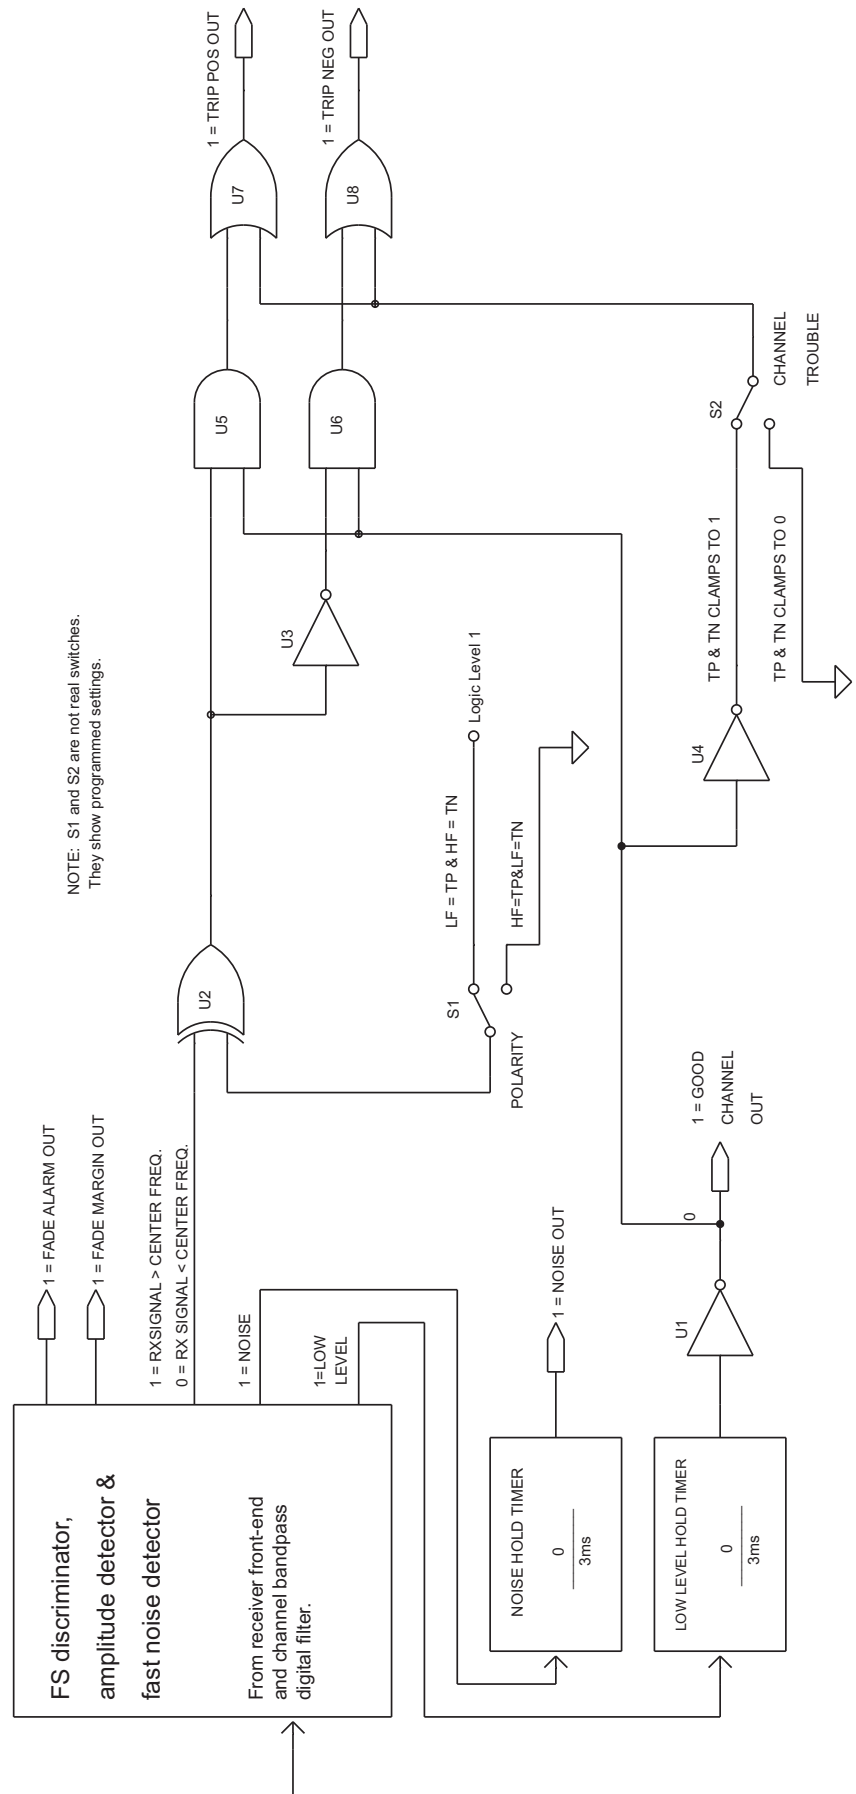 FS discriminator,
amplitude detector &
fast noise detector
From receiver front-end
and channel bandpass
digital filter.
1 = FADE ALARM OUT
1 = FADE MARGIN OUT
1 = RXSIGNAL > CENTER FREQ.
0 = RX SIGNAL < CENTER FREQ.
1 = NOISE
1=LOW
LEVEL
NOISE HOLD TIMER
0
3ms
1 = NOISE OUT
LOW LEVEL HOLD TIMER
0
3ms
U1
0
1 = GOOD
CHANNEL
OUT
U2
S1
POLARITY
LF = TP & HF = TN
HF=TP&LF=TN
Logic Level 1
NOTE: S1 and S2 are not real switches.
They show programmed settings.
U3
U4
TP & TN CLAMPS TO 1
TP & TN CLAMPS TO 0
S2
CHANNEL
TROUBLE
U5
U6
U7
U8
1 = TRIP POS OUT
1 = TRIP NEG OUT